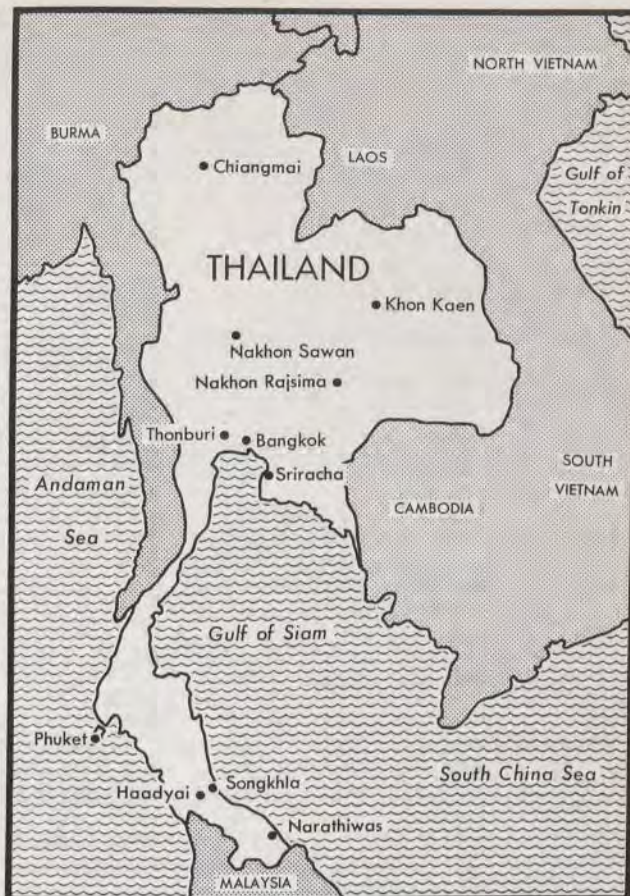 NORTH VIETNAM
BURMA
LAOS
Chiangmai
Gulf of
Tonkin
THAILAND
Khon Kaen
Nakhon Sawan
Nakhon Rajsima
Thonburi
Bangkok
Sriracha
SOUTH
VIETNAM
Andaman
Sea
CAMBODIA
Gulf of Siam
Phuket
South China Sea
Songkhla
Haadyai
Narathiwas
MALAYSIA